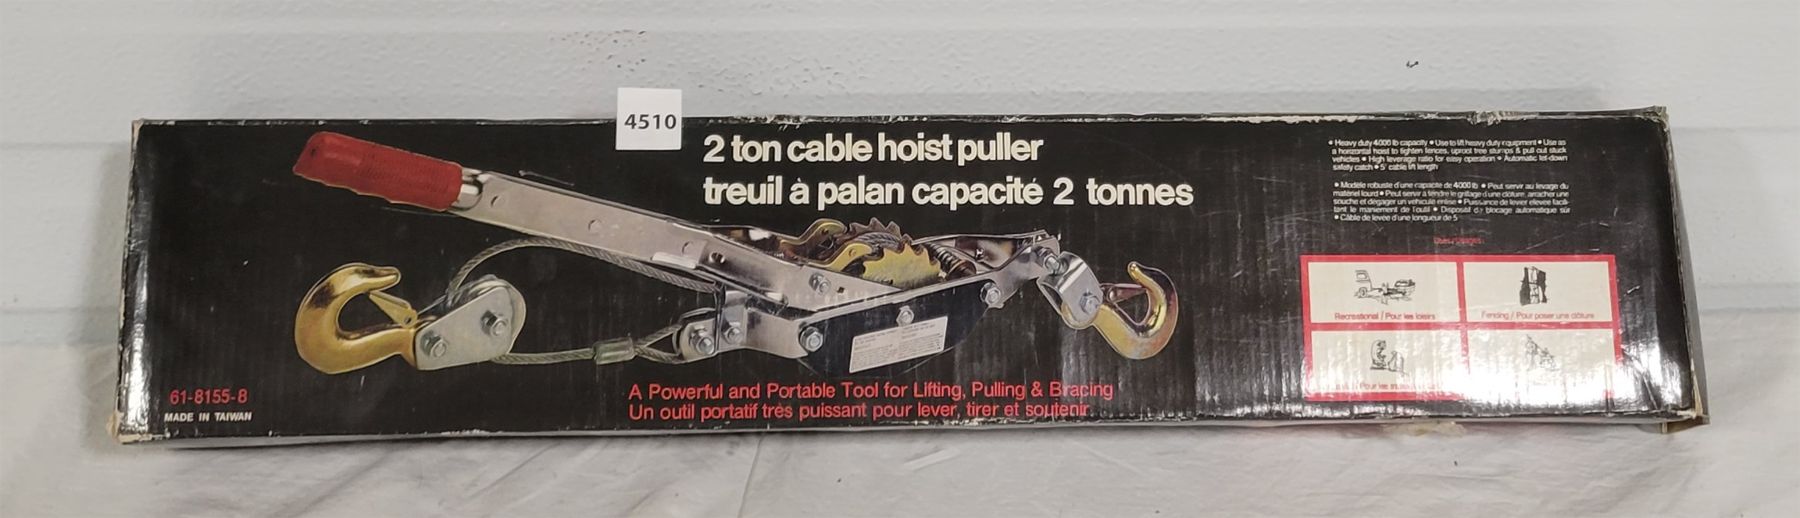 4510
2 ton cable hoist puller
treuil à palan capacité 2 tonnes
• Heavy duty 4000 lb capacity • Use to lift heavy duty equipment • Use as
a horizontal hoist to tighten fences, uproot tree stumps & pull out stuck
vehicles • High leverage ratio for easy operation • Automatic let-down
safety catch • 5' cable lift length
• Modèle robuste d'une capacité de 4000 lb • Peut servir au levage du
matériel lourd • Peut servir à tendre le grillage d'une clôture, arracher une
souche et dégager un véhicule enlisé • Puissance de levier élevée facili-
tant le maniement de l'outil • Dispositif de blocage automatique sûr
• Câble de levée d'une longueur de 5'
Uses/Usages:
Recreational / Pour les loisirs
Fencing / Pour poser une clôture
/ Pour les
A Powerful and Portable Tool for Lifting, Pulling & Bracing
Un outil portatif très puissant pour lever, tirer et soutenir.
61-8155-8
MADE IN TAIWAN